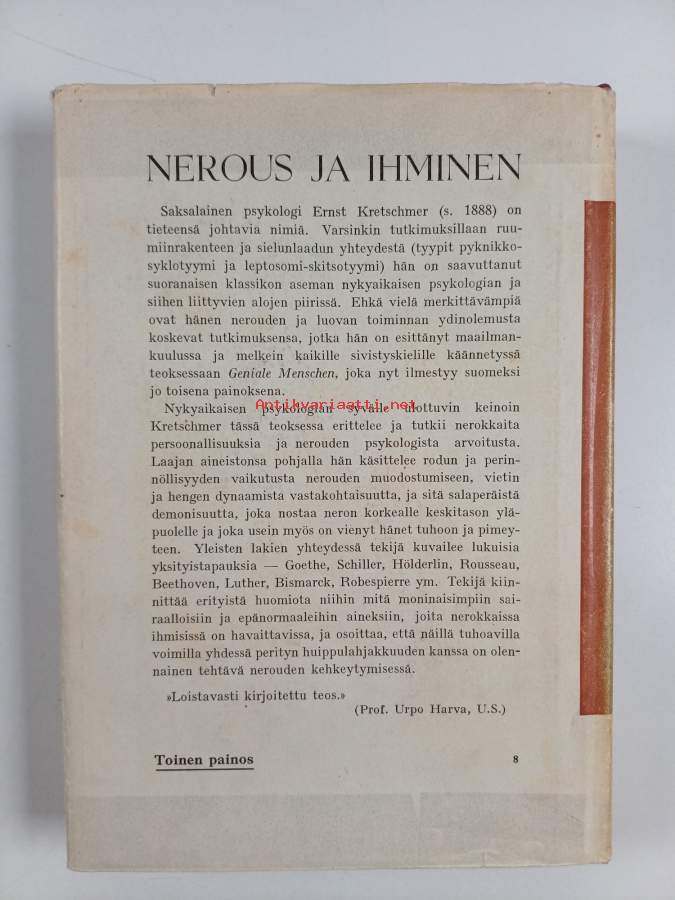 NEROUS JA IHMINEN
Saksalainen psykologi Ernst Kretschmer (s. 1888) on
tieteensä johtavia nimiä. Varsinkin tutkimuksillaan ruu-
miinrakenteen ja sielunlaadun yhteydestä (tyypit pyknikko-
syklotyymi ja leptosomi-skitsotyymi) hän on saavuttanut
suoranaisen klassikon aseman nykyaikaisen psykologian ja
siihen liittyvien alojen piirissä. Ehkä vielä merkittävämpiä
ovat hänen nerouden ja luovan toiminnan ydinolemusta
koskevat tutkimuksensa, jotka hän on esittänyt maailman-
kuulussa ja melkein kaikille sivistyskielille käännetyssä
teoksessaan Geniale Menschen, joka nyt ilmestyy suomeksi
jo toisena painoksena.
Antikvariaatti.net
Nykyaikaisen psykologian syvälle ulottuvin keinoin
Kretschmer tässä teoksessa erittelee ja tutkii nerokkaita
persoonallisuuksia ja nerouden psykologista arvoitusta.
Laajan aineistonsa pohjalla hän käsittelee rodun ja perin-
nöllisyyden vaikutusta nerouden muodostumiseen, vietin
ja hengen dynaamista vastakohtaisuutta, ja sitä salaperäistä
demonisuutta, joka nostaa neron korkealle keskitason ylä-
puolelle ja joka usein myös on vienyt hänet tuhoon ja pimey-
teen. Yleisten lakien yhteydessä tekijä kuvailee lukuisia
yksityistapauksia — Goethe, Schiller, Hölderlin, Rousseau,
Beethoven, Luther, Bismarck, Robespierre ym. Tekijä kiin-
nittää erityistä huomiota niihin mitä moninaisimpiin sai-
raalloisiin ja epänormaaleihin aineksiin, joita nerokkaissa
ihmisissä on havaittavissa, ja osoittaa, että näillä tuhoavilla
voimilla yhdessä perityn huippulahjakkuuden kanssa on olen-
nainen tehtävä nerouden kehkeytymisessä.
»Loistavasti kirjoitettu teos.»
(Prof. Urpo Harva, U.S.)
Toinen painos
8